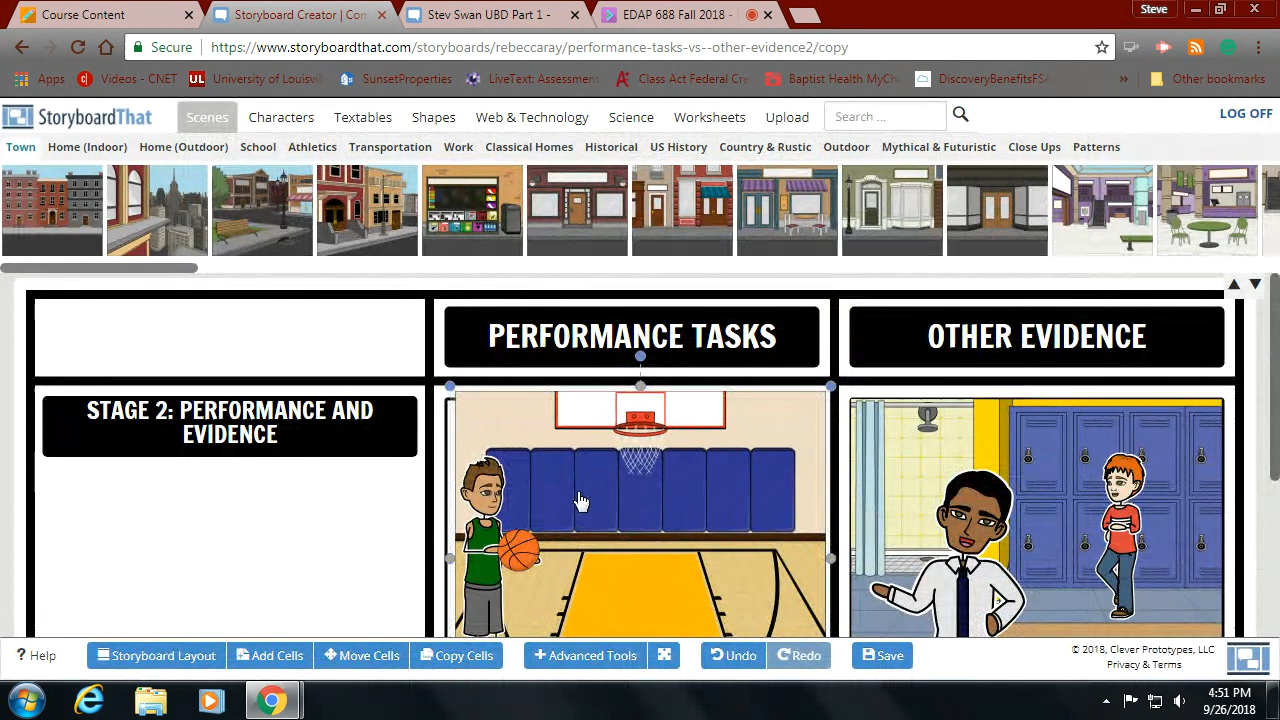 Course Content
Storyboard Creator | Com
Stev Swan UBD Part 1
EDAP 688 Fall 2018 -
Steve
Secure
https://www.storyboardthat.com/storyboards/rebeccaray/performance-tasks-vs--other-evidence2/copy
Apps
Videos - CNET
UL University of Louisvil
SunsetProperties
LiveText: Assessment
Class Act Federal Cre
Baptist Health MyCha
DiscoveryBenefitsFSA
»
Other bookmarks
StoryboardThat
Scenes
Characters
Textables
Shapes
Web & Technology
Science
Worksheets
Upload
Search ...
LOG OFF
Town
Home (Indoor)
Home (Outdoor)
School
Athletics
Transportation
Work
Classical Homes
Historical
US History
Country & Rustic
Outdoor
Mythical & Futuristic
Close Ups
Patterns
PERFORMANCE TASKS
OTHER EVIDENCE
STAGE 2: PERFORMANCE AND
EVIDENCE
? Help
Storyboard Layout
Add Cells
Move Cells
Copy Cells
Advanced Tools
Undo
Redo
Save
© 2018, Clever Prototypes, LLC
Privacy & Terms
4:51 PM
9/26/2018